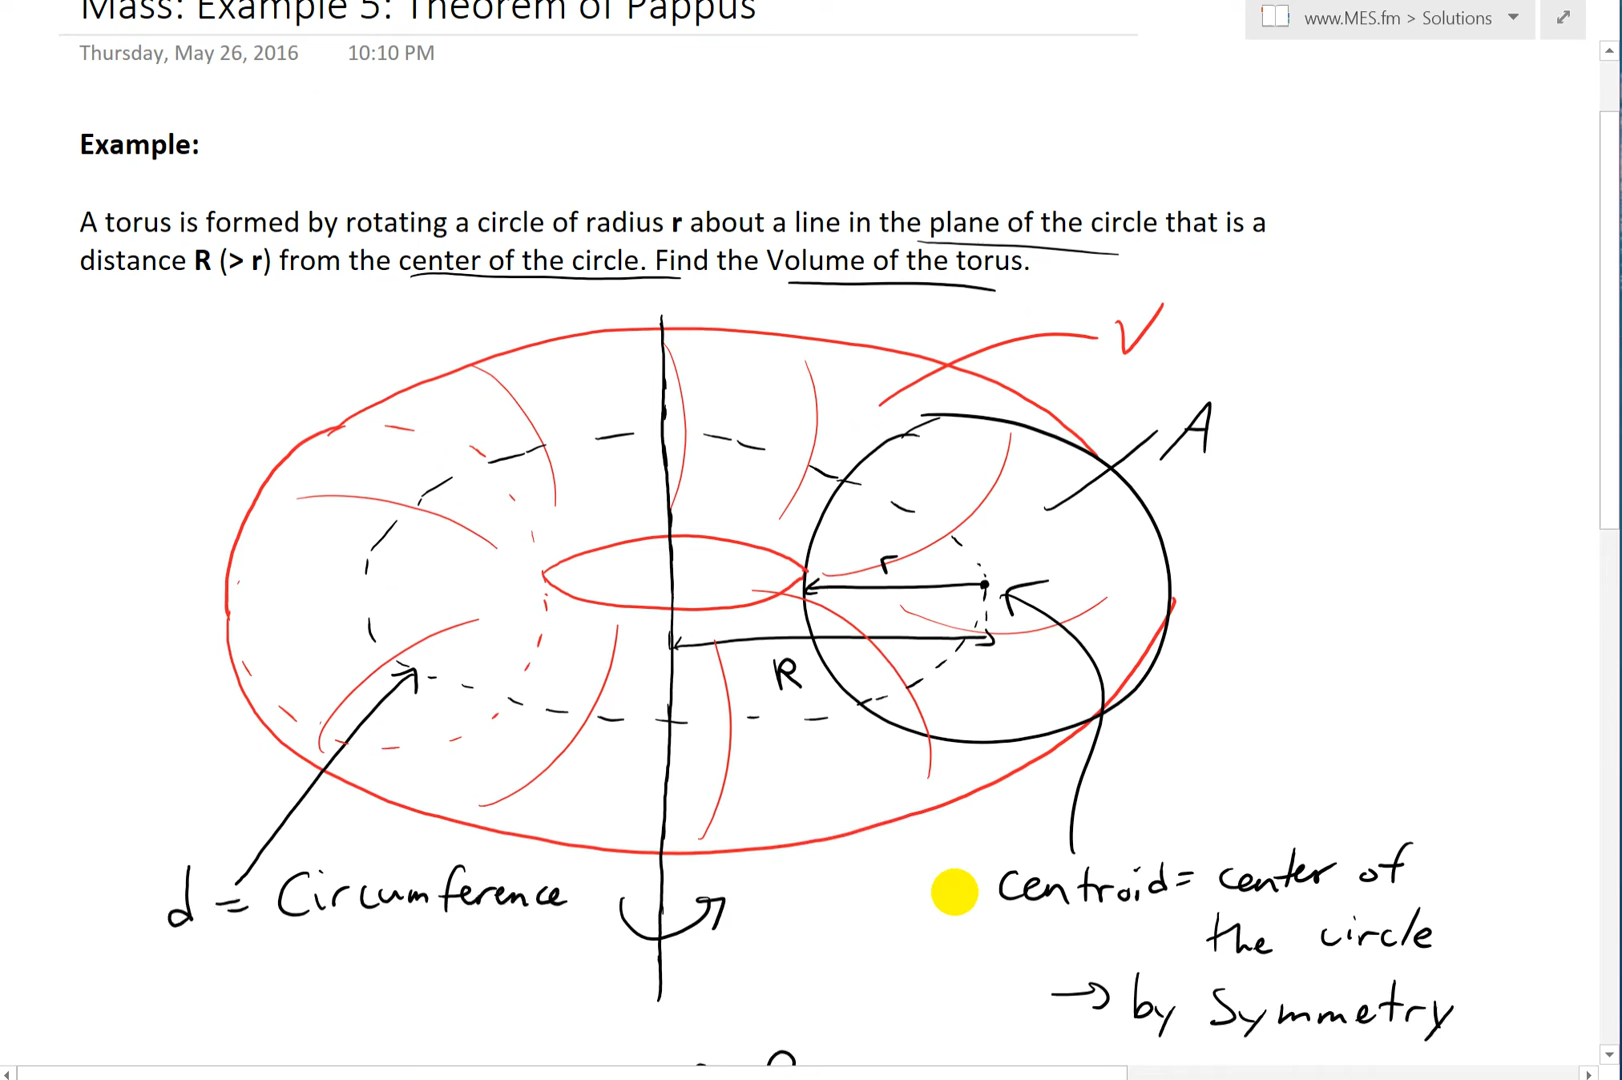 Mass: Example 5: Theorem of Pappus
www.MES.fm > Solutions
Thursday, May 26, 2016 10:10 PM
Example:
A torus is formed by rotating a circle of radius r about a line in the plane of the circle that is a
distance R (> r) from the center of the circle. Find the Volume of the torus.
V
A
r
R
d = Circumference
centroid = center of
the circle
→ by Symmetry